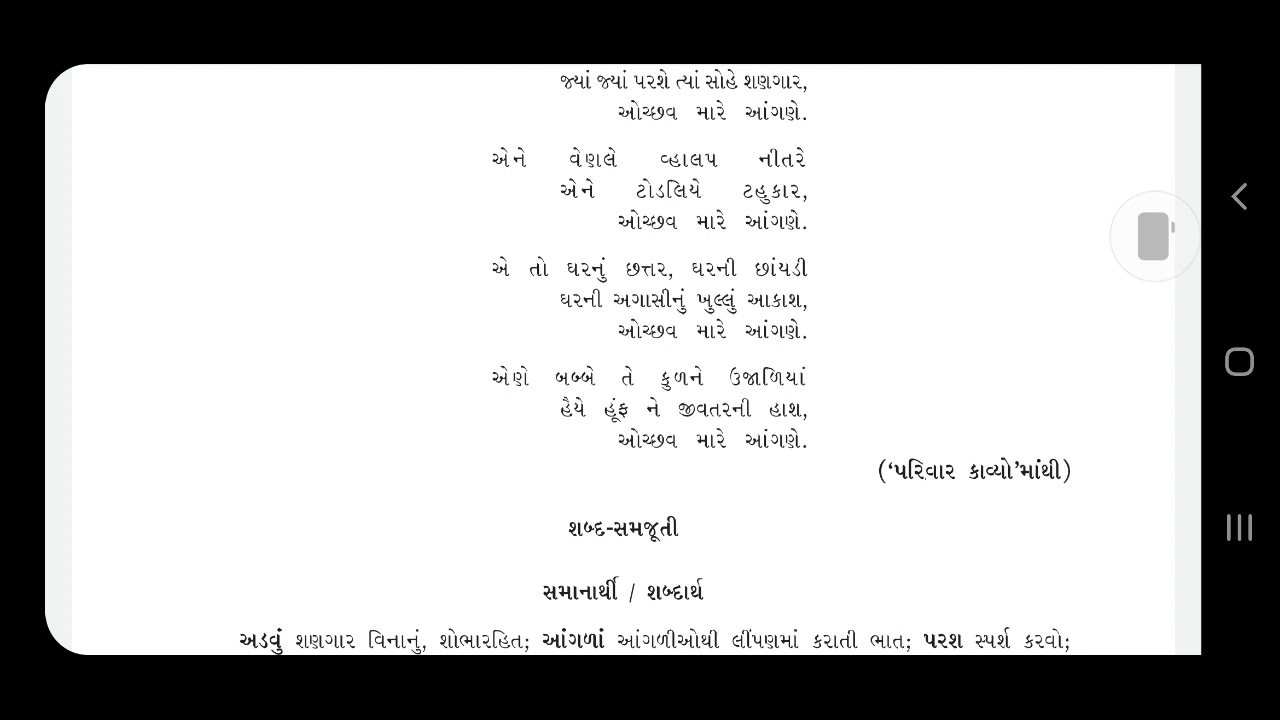 જ્યાં જ્યાં પરશે ત્યાં સોહે શણગાર,
ઓચ્છવ મારે આંગણે.
એને વેણલે વ્હાલપ નીતરે
એને ટોડલિયે ટહુકાર,
ઓચ્છવ મારે આંગણે.
એ તો ઘરનું છત્તર, ઘરની છાંયડી
ઘરની અગાસીનું ખુલ્લું આકાશ,
ઓચ્છવ મારે આંગણે.
એણે બબ્બે તે કુળને ઉજાળિયાં
હૈયે હૂંફ ને જીવતરની હાશ,
ઓચ્છવ મારે આંગણે.
(‘પરિવાર કાવ્યો’માંથી)
શબ્દ-સમજૂતી
સમાનાર્થી / શબ્દાર્થ
અડવું શણગાર વિનાનું, શોભારહિત; આંગળાં આંગળીઓથી લીંપણમાં કરાતી ભાત; પરશ સ્પર્શ કરવો;